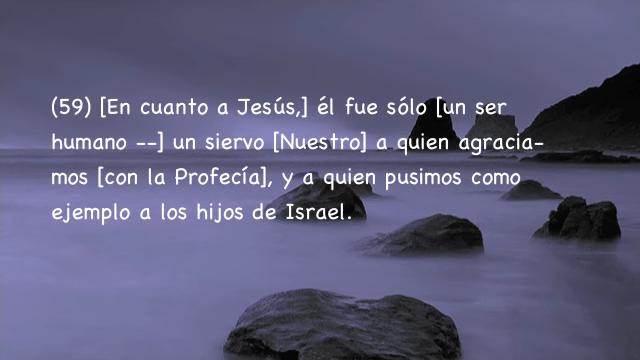 (59) [En cuanto a Jesús,] él fue sólo [un ser
humano --] un siervo [Nuestro] a quien agracia-
mos [con la Profecía], y a quien pusimos como
ejemplo a los hijos de Israel.